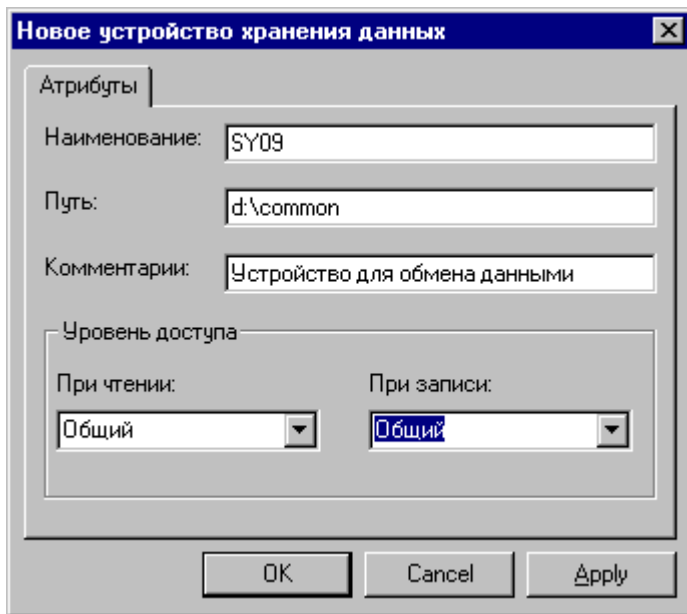 Новое устройство хранения данных
Атрибуты
Наименование: SY09
Путь: d:\common
Комментарии: Устройство для обмена данными
Уровень доступа
При чтении: При записи:
Общий Общий
OK Cancel Apply